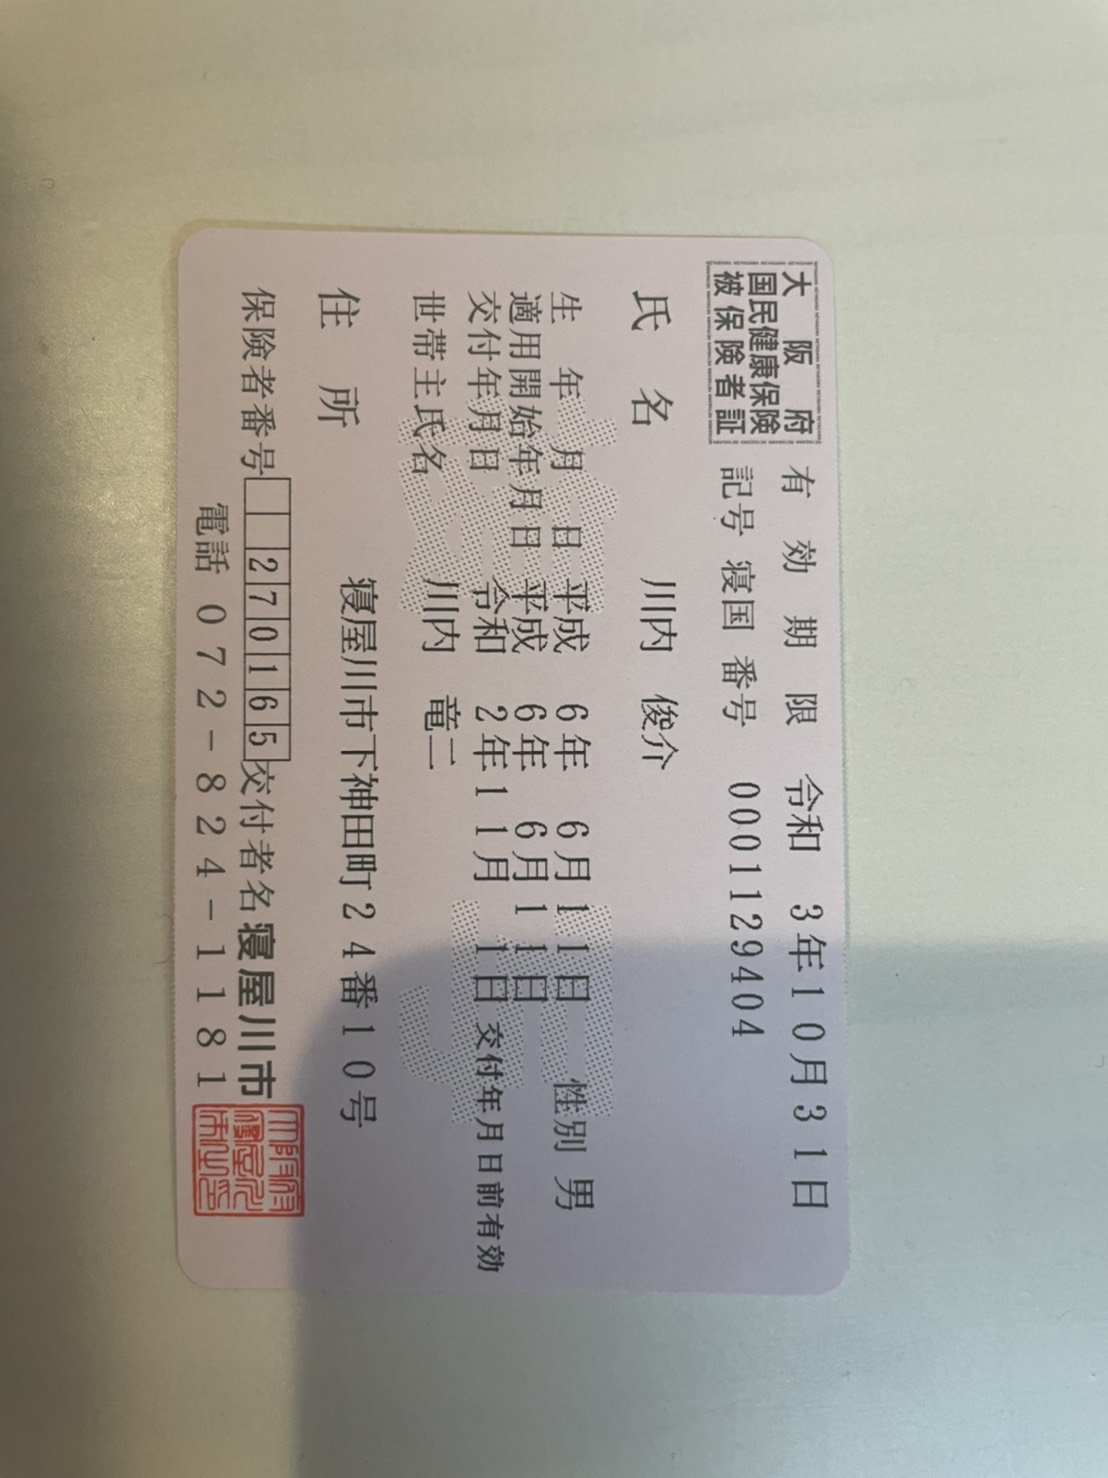 大阪府
国民健康保険
被保険者証
有効期限 令和 3年10月31日
記号 寝国 番号 0001129404
氏名 川内 俊介
生年月日 平成 6年 6月11日 性別 男
適用開始年月日 平成 6年 6月11日
交付年月日 令和 2年11月 1日 交付年月日前有効
世帯主氏名 川内 竜二
住所 寝屋川市下神田町24番10号
保険者番号 270165 交付者名 寝屋川市
電話 072-824-1181